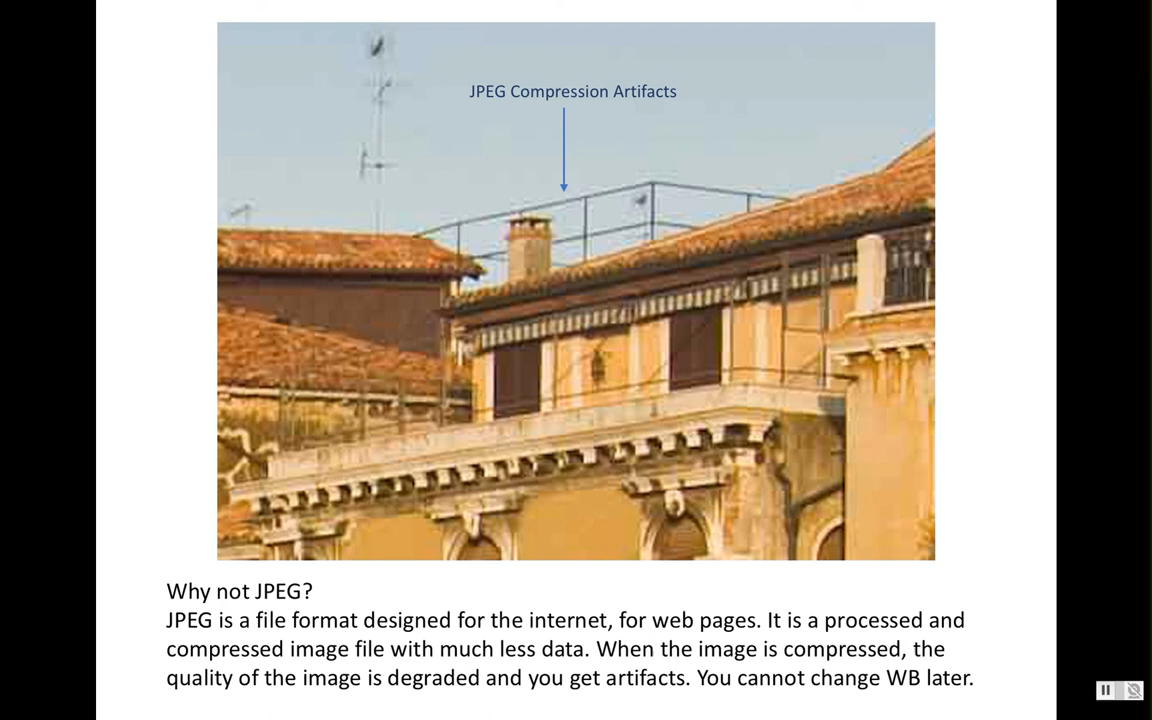 JPEG Compression Artifacts
Why not JPEG?
JPEG is a file format designed for the internet, for web pages. It is a processed and
compressed image file with much less data. When the image is compressed, the
quality of the image is degraded and you get artifacts. You cannot change WB later.